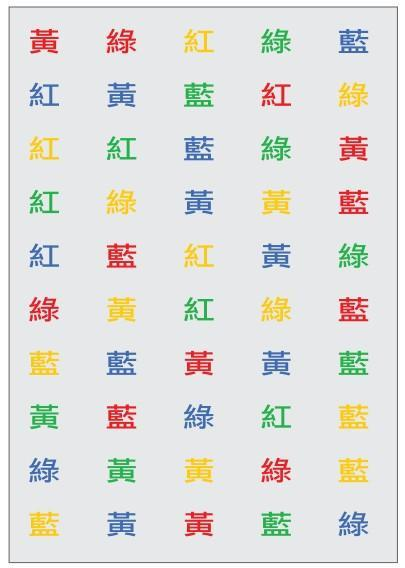 黃 綠 紅 綠 藍
紅 黃 藍 紅 綠
紅 紅 藍 綠 黃
紅 綠 黃 黃 藍
紅 藍 紅 黃 綠
綠 黃 紅 綠 藍
藍 藍 黃 黃 藍
黃 藍 綠 紅 藍
綠 黃 黃 綠 藍
藍 黃 黃 藍 綠